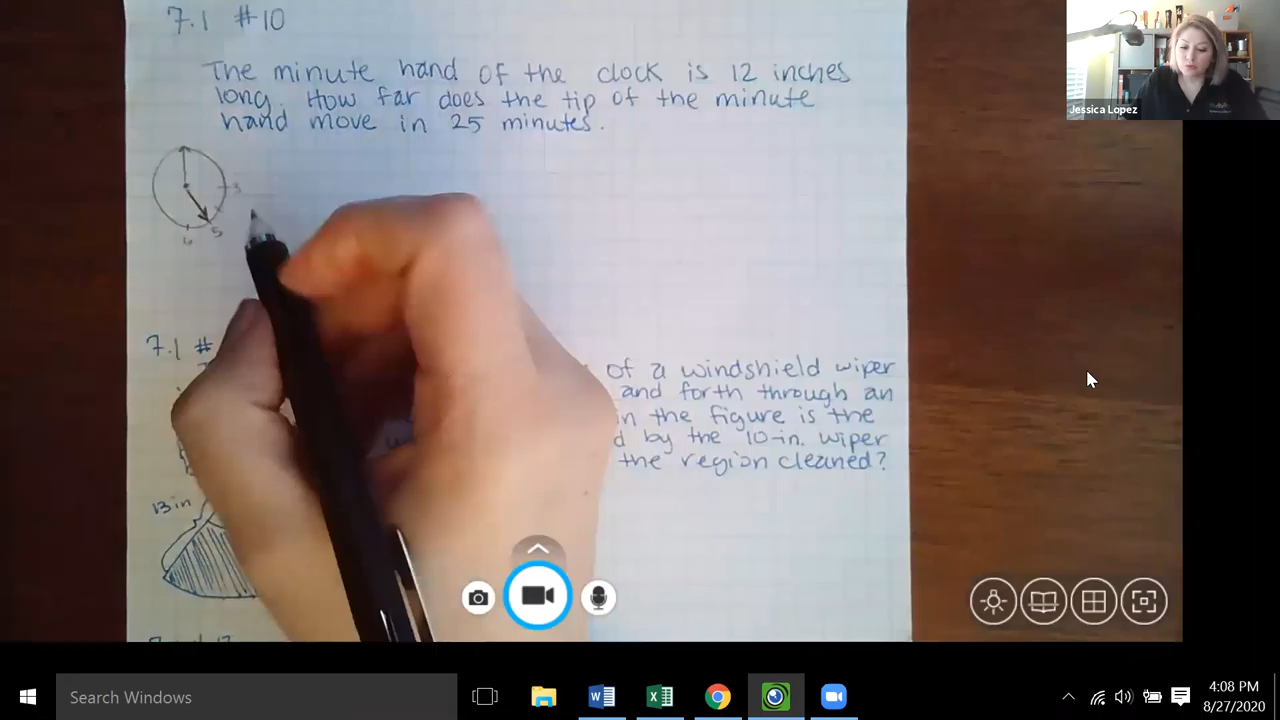 7.1 #10
The minute hand of the clock is 12 inches
long. How far does the tip of the minute
hand move in 25 minutes.
3
5
6
7.1 #
of a windshield wiper
and forth through an
in the figure is the
d by the 10-in. wiper
the region cleaned?
13 in
Jessica Lopez
Search Windows
4:08 PM
8/27/2020